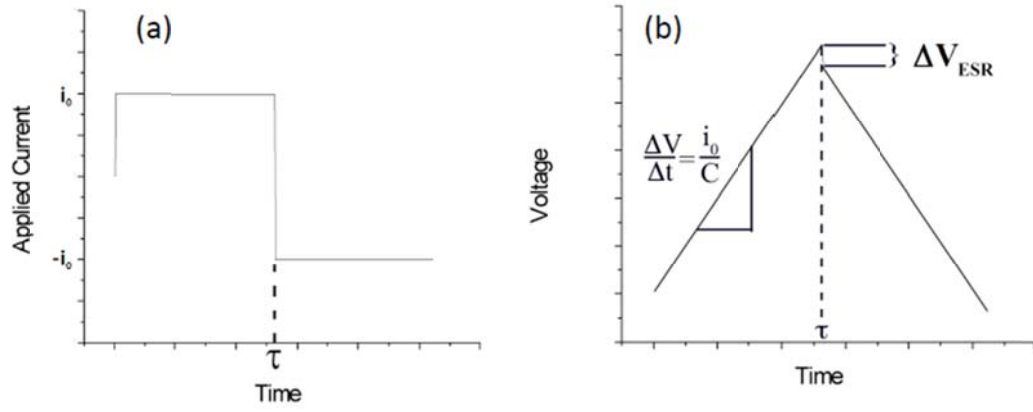 (a)
Applied Current
i₀
-i₀
τ
Time
(b)
Voltage
ΔV/Δt = i₀/C
} ΔV_ESR
τ
Time